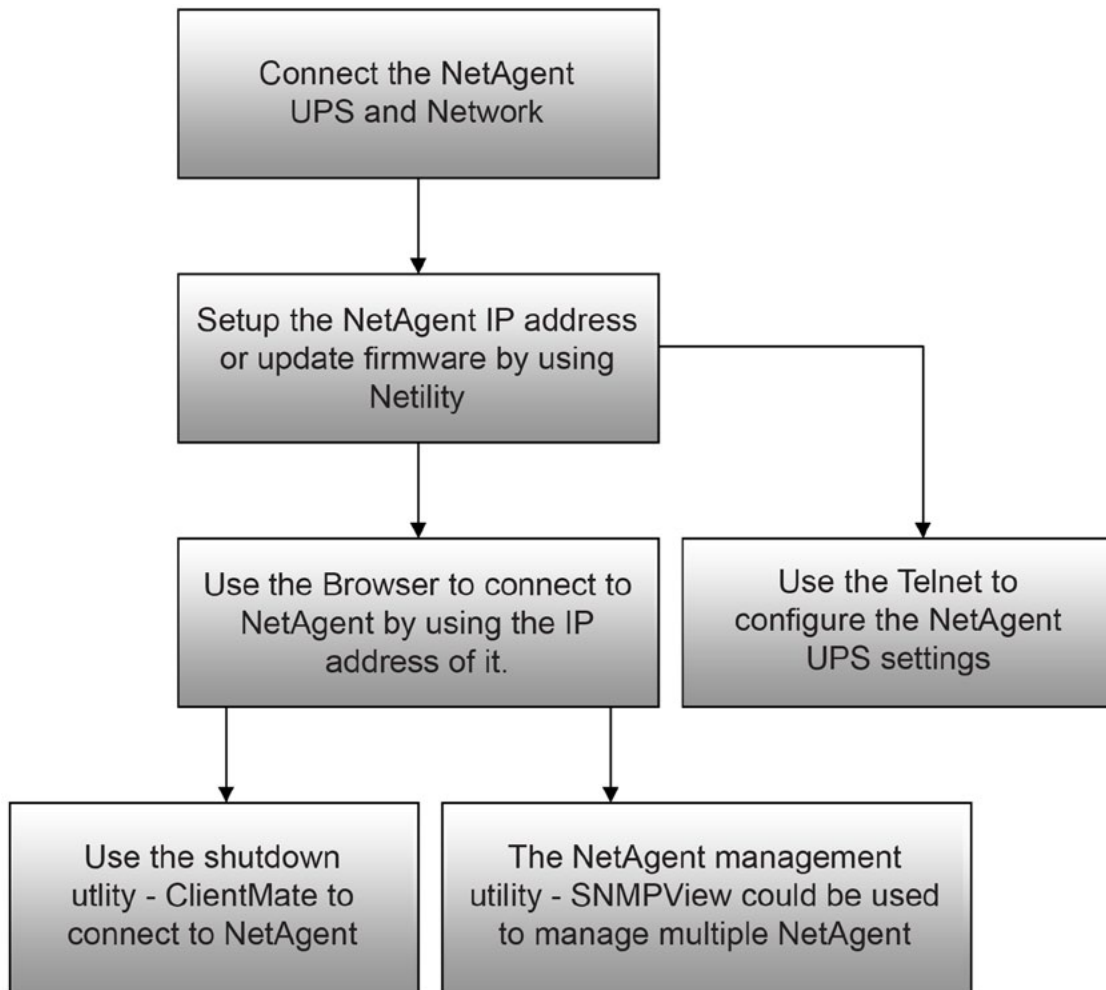 Connect the NetAgent
UPS and Network
Setup the NetAgent IP address
or update firmware by using
Netility
Use the Browser to connect to
NetAgent by using the IP
address of it.
Use the Telnet to
configure the NetAgent
UPS settings
Use the shutdown
utlity - ClientMate to
connect to NetAgent
The NetAgent management
utility - SNMPView could be used
to manage multiple NetAgent